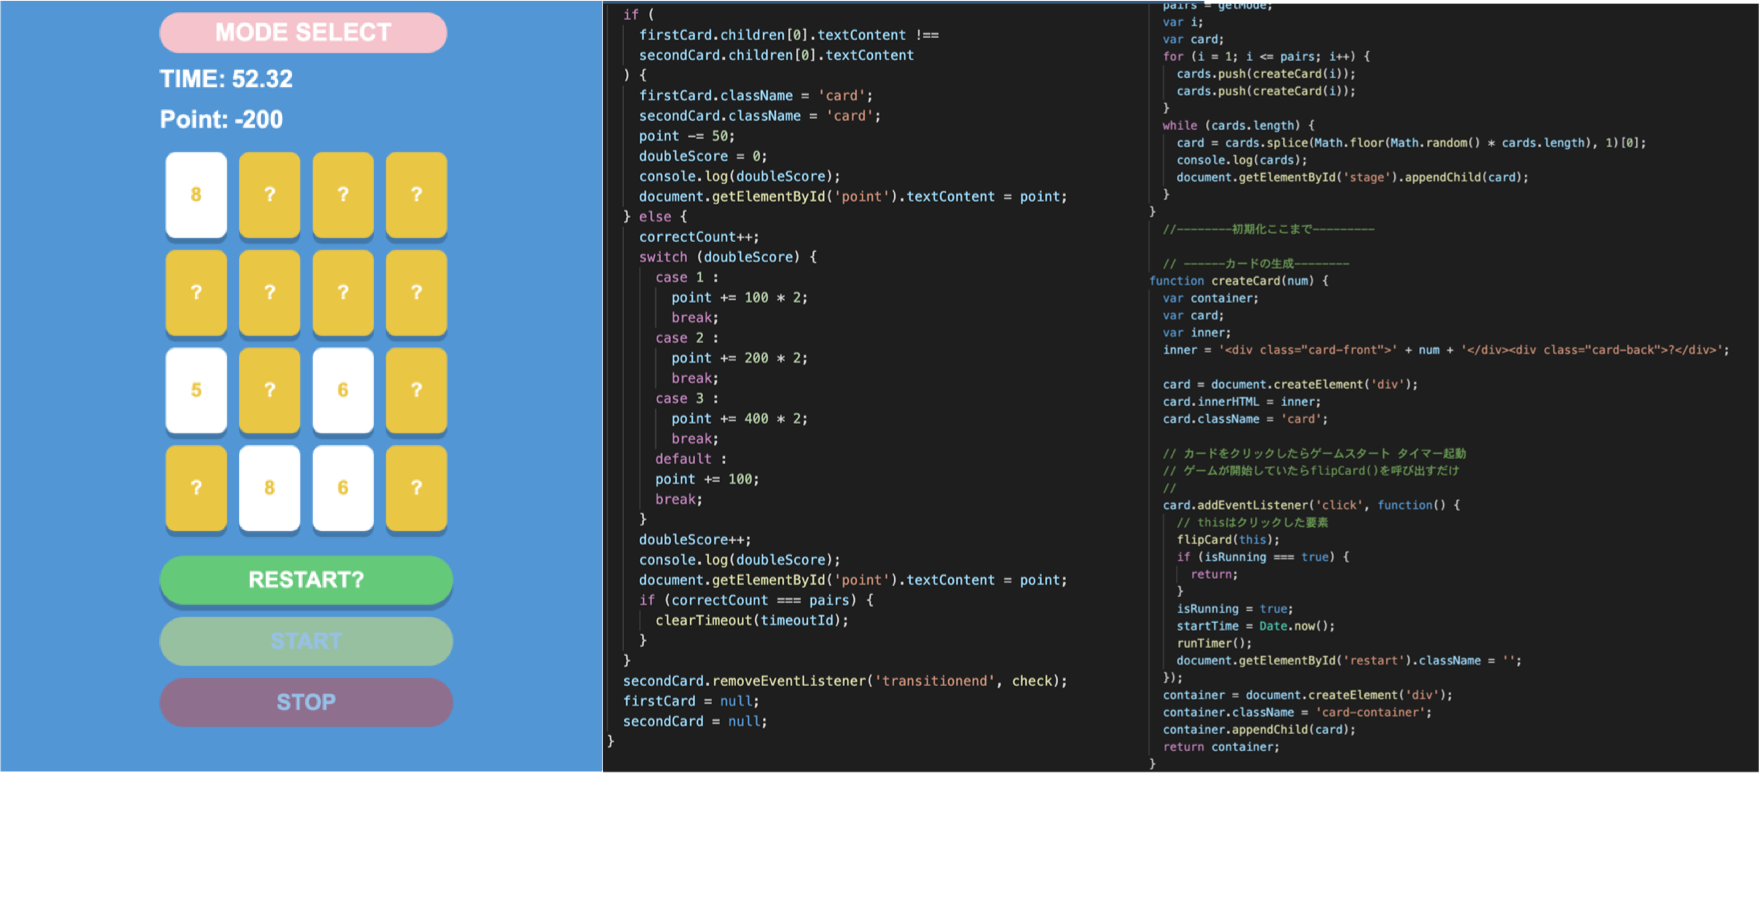 MODE SELECT
TIME: 52.32
Point: -200
8 ? ? ?
? ? ? ?
5 ? 6 ?
? 8 6 ?
RESTART?
START
STOP
if (
firstCard.children[0].textContent !==
secondCard.children[0].textContent
) {
firstCard.className = 'card';
secondCard.className = 'card';
point -= 50;
doubleScore = 0;
console.log(doubleScore);
document.getElementById('point').textContent = point;
} else {
correctCount++;
switch (doubleScore) {
case 1 :
point += 100 * 2;
break;
case 2 :
point += 200 * 2;
break;
case 3 :
point += 400 * 2;
break;
default :
point += 100;
break;
}
doubleScore++;
console.log(doubleScore);
document.getElementById('point').textContent = point;
if (correctCount === pairs) {
clearTimeout(timeoutId);
}
}
secondCard.removeEventListener('transitionend', check);
firstCard = null;
secondCard = null;
}
pairs = getMode;
var i;
var card;
for (i = 1; i <= pairs; i++) {
cards.push(createCard(i));
cards.push(createCard(i));
}
while (cards.length) {
card = cards.splice(Math.floor(Math.random() * cards.length), 1)[0];
console.log(cards);
document.getElementById('stage').appendChild(card);
}
}
//--------初期化ここまで---------
// ------カードの生成--------
function createCard(num) {
var container;
var card;
var inner;
inner = '<div class="card-front">' + num + '</div><div class="card-back">?</div>';
card = document.createElement('div');
card.innerHTML = inner;
card.className = 'card';
// カードをクリックしたらゲームスタート タイマー起動
// ゲームが開始していたらflipCard()を呼び出すだけ
//
card.addEventListener('click', function() {
// thisはクリックした要素
flipCard(this);
if (isRunning === true) {
return;
}
isRunning = true;
startTime = Date.now();
runTimer();
document.getElementById('restart').className = '';
});
container = document.createElement('div');
container.className = 'card-container';
container.appendChild(card);
return container;
}